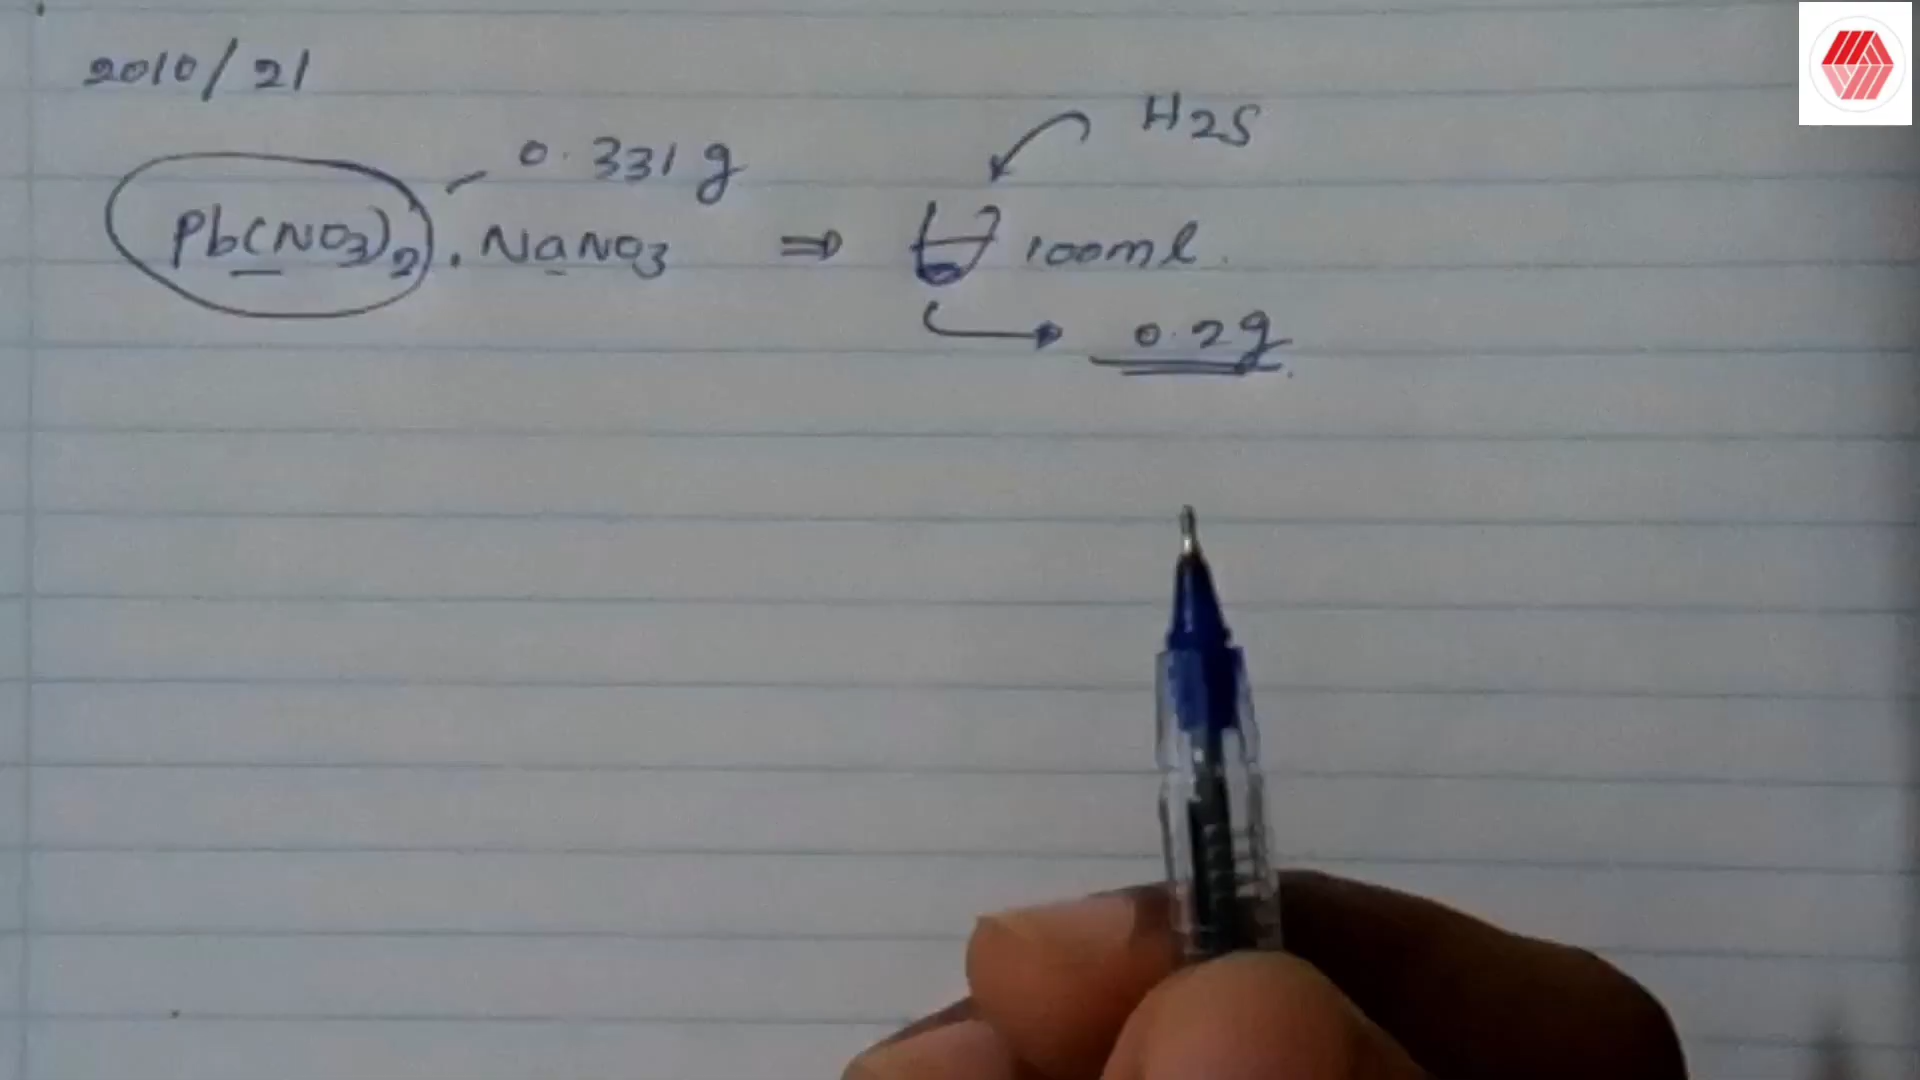 2010/21
0.331 g
H2S
Pb(NO3)2 . NaNO3 ⇒ 100ml.
0.2g.